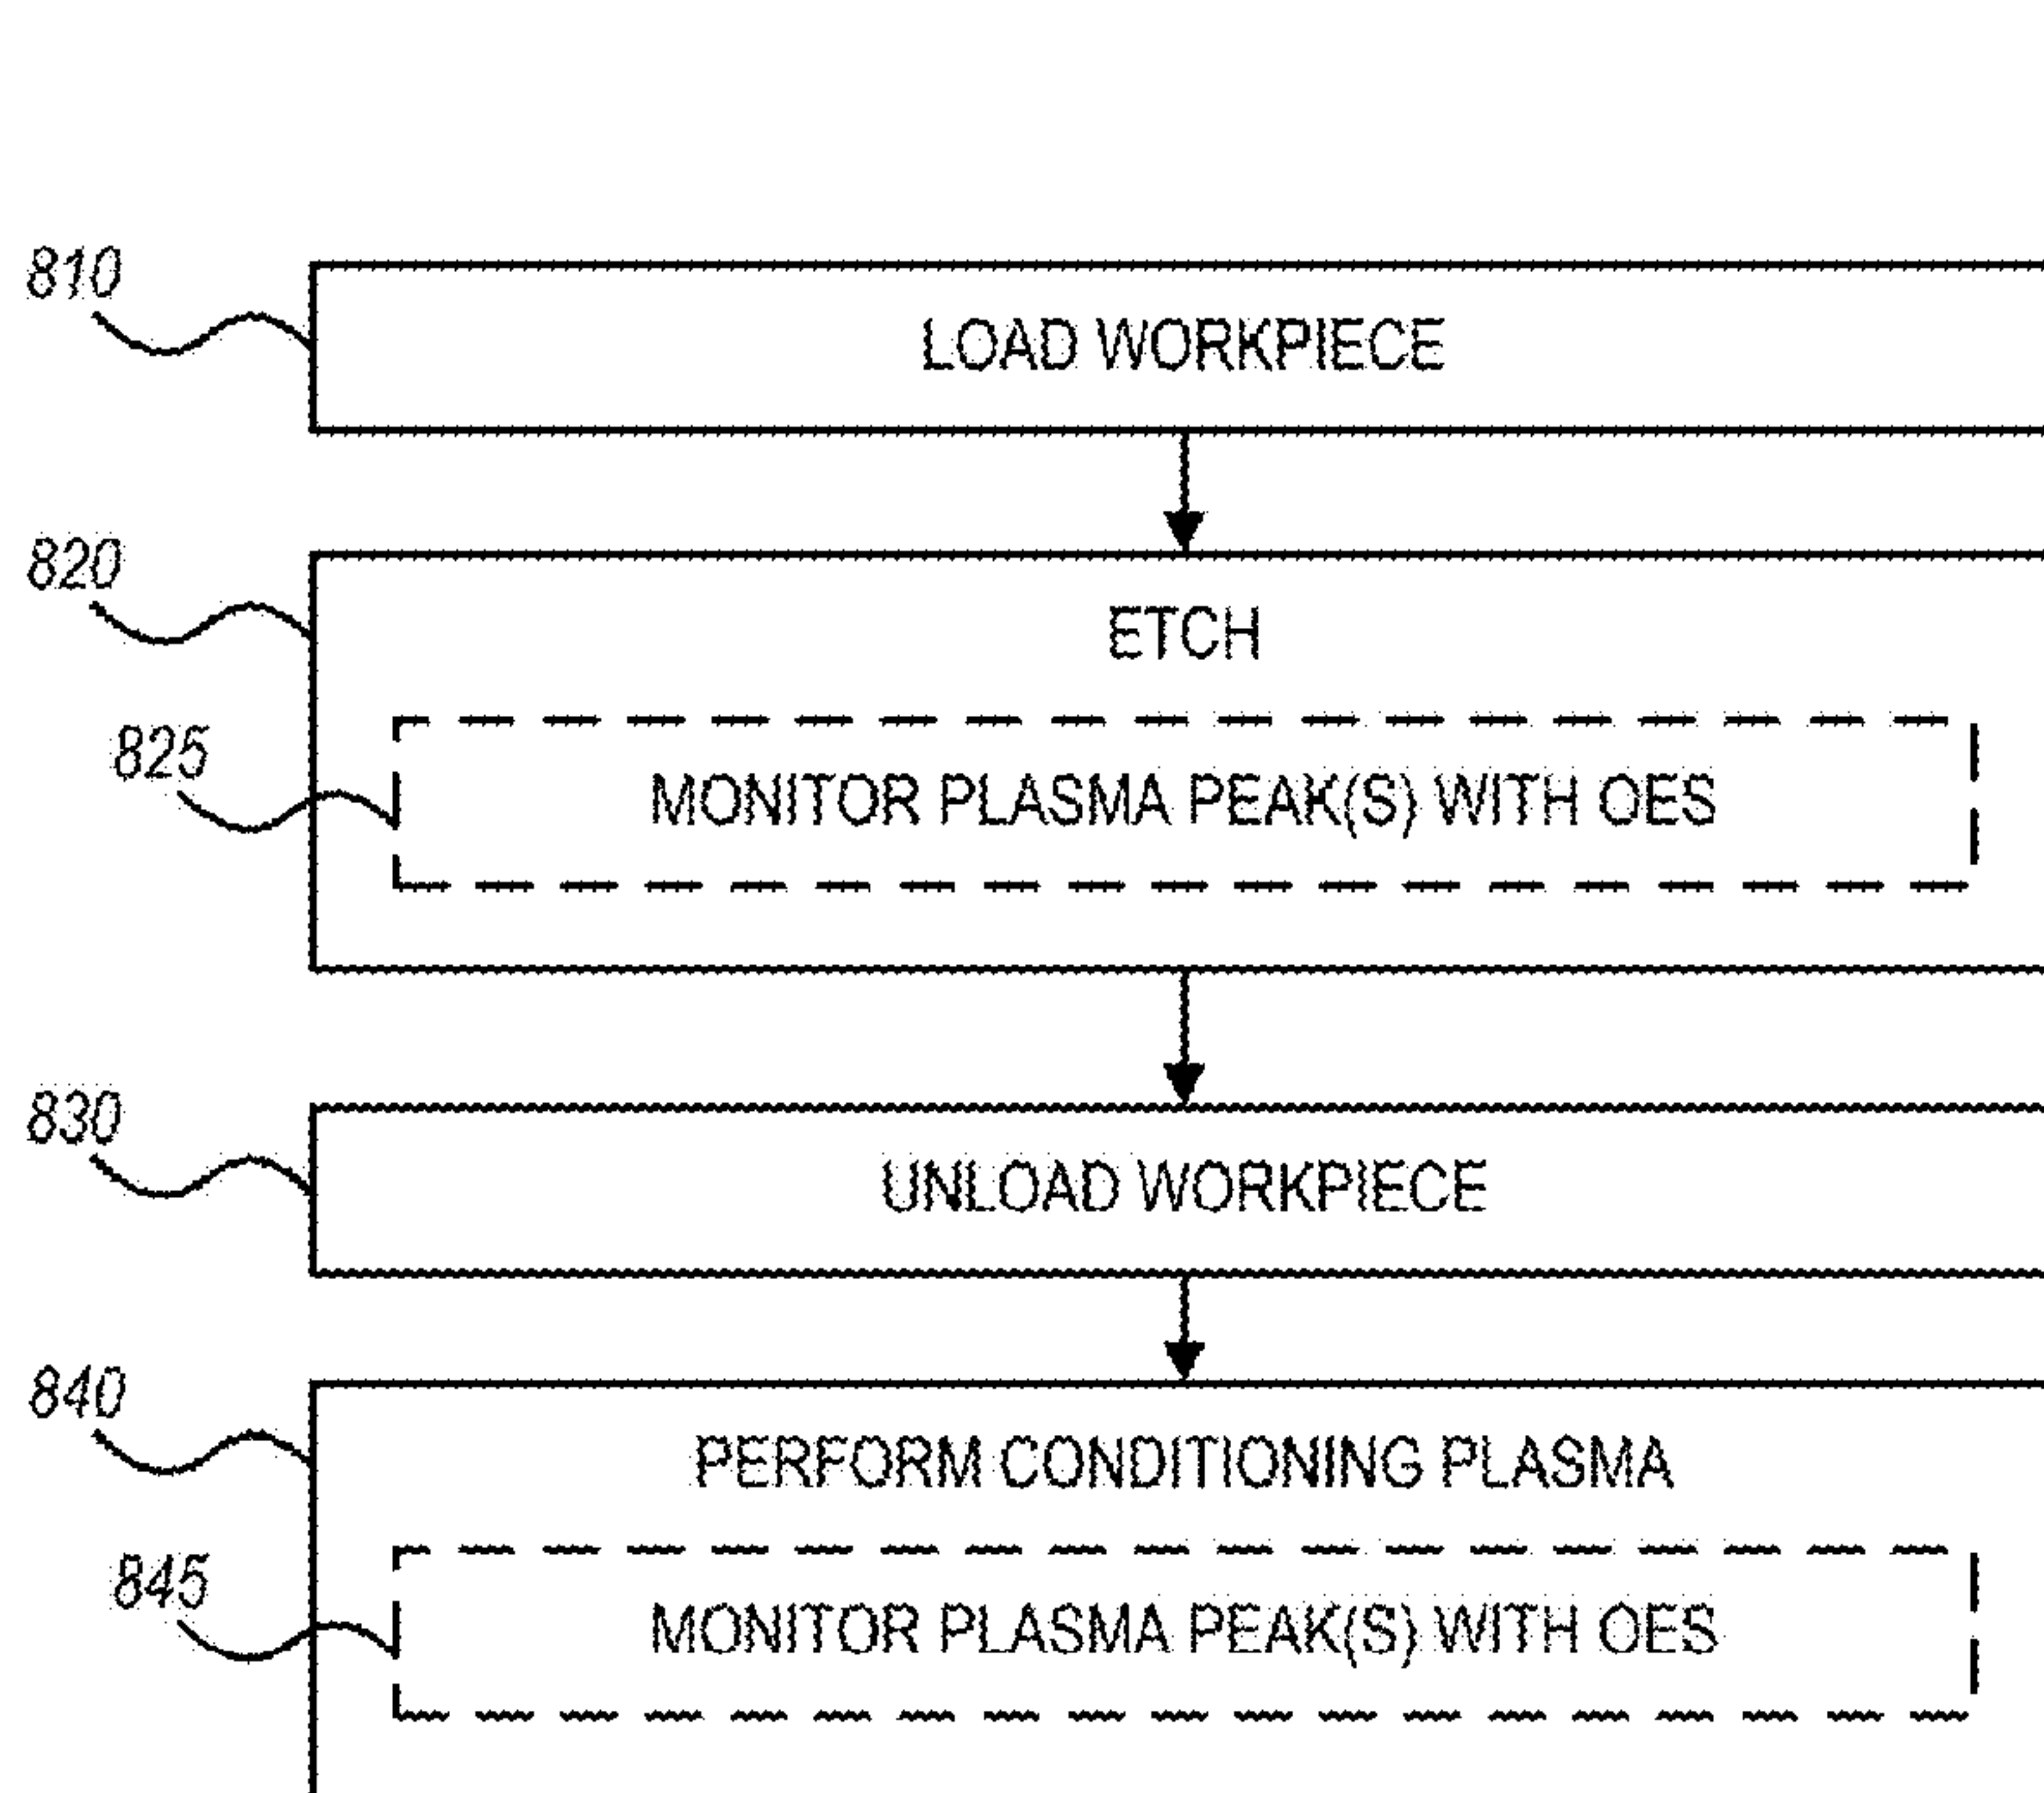 810
LOAD WORKPIECE
820
ETCH
825
MONITOR PLASMA PEAK(S) WITH OES
830
UNLOAD WORKPIECE
840
PERFORM CONDITIONING PLASMA
845
MONITOR PLASMA PEAK(S) WITH OES